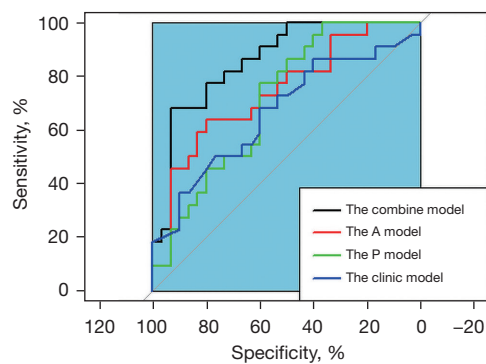 100
80
60
40
20
0
Sensitivity, %
The combine model
The A model
The P model
The clinic model
120 100 80 60 40 20 0 −20
Specificity, %